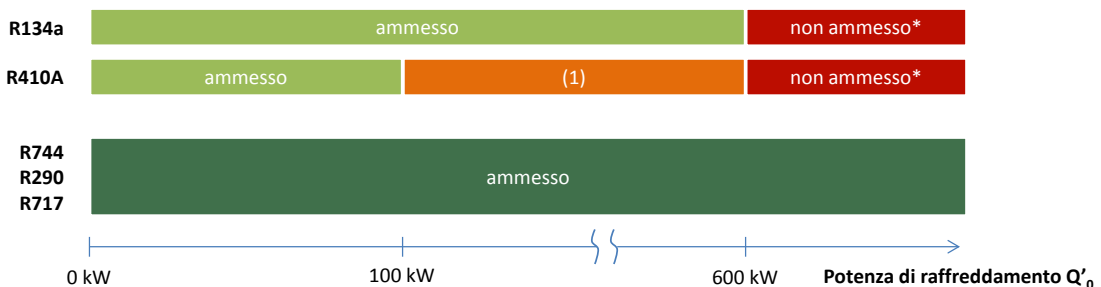 R134a ammesso non ammesso*
R410A ammesso (1) non ammesso*
R744
R290 ammesso
R717
0 kW 100 kW 600 kW Potenza di raffreddamento Q'₀